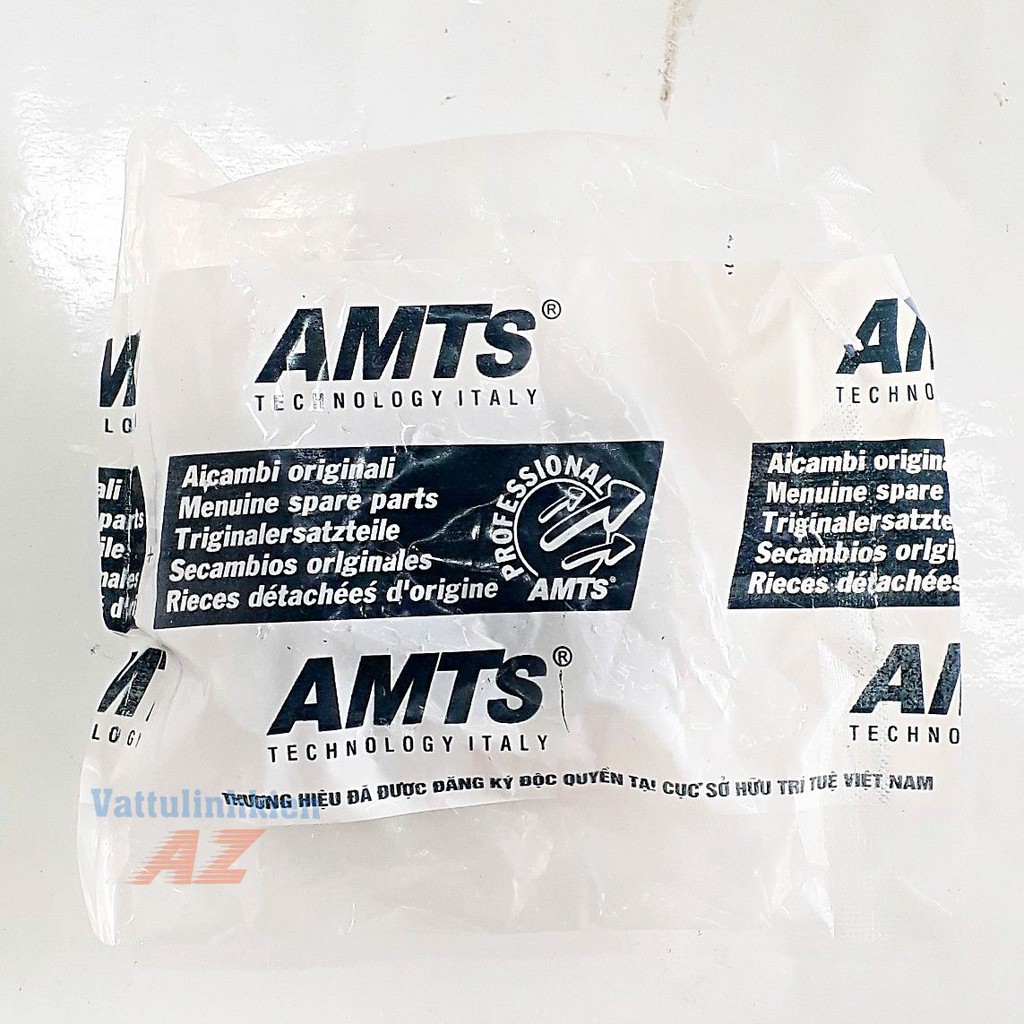 AMTS®
TECHNOLOGY ITALY
Aicambi originali
Menuine spare parts
Triginalersatzteile
Secambios orlginales
Rieces détachées d'origine
PROFESSIONAL
AMTS®
AMTS®
TECHNOLOGY ITALY
THƯƠNG HIỆU ĐÃ ĐƯỢC ĐĂNG KÝ ĐỘC QUYỀN TẠI CỤC SỞ HỮU TRÍ TUỆ VIỆT NAM
Aicambi origin
Menuine spare
Triginalersatzte
Secambios orlgi
Rieces détachées
TECHNO
TECHNO
Vattulinhkien
AZ